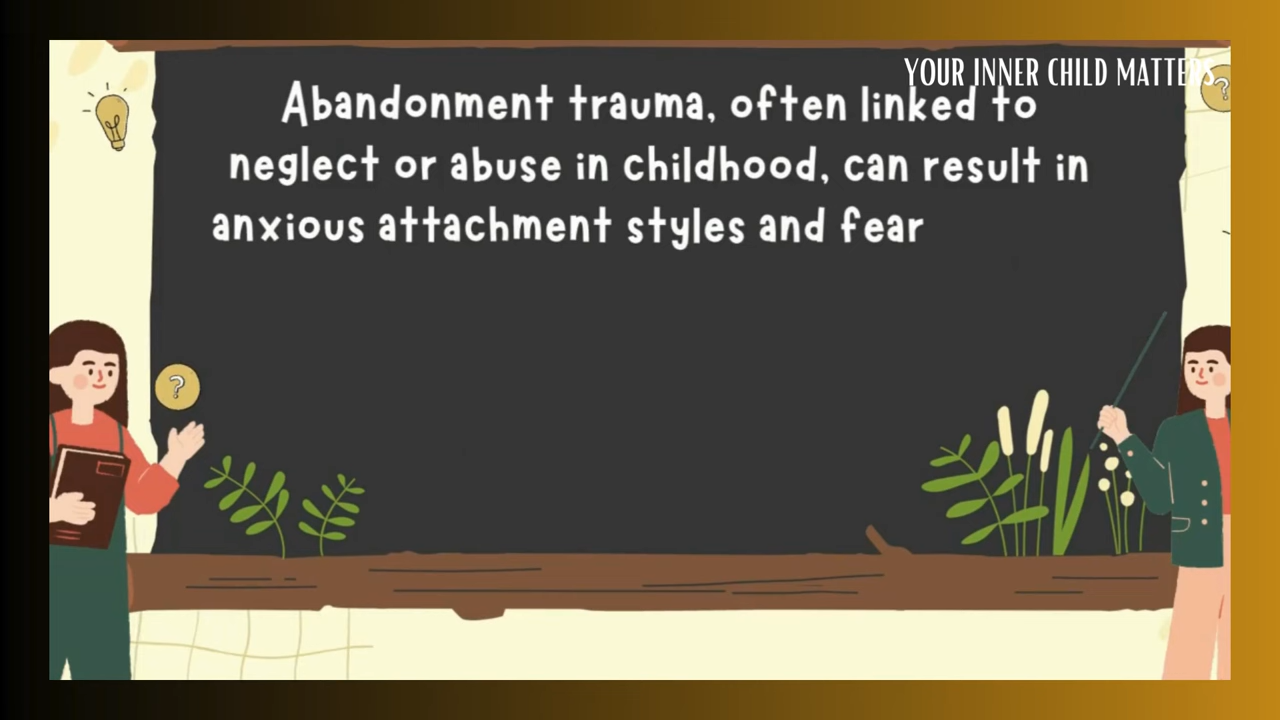 YOUR INNER CHILD MATTERS
Abandonment trauma, often linked to
neglect or abuse in childhood, can result in
anxious attachment styles and fear
?
?